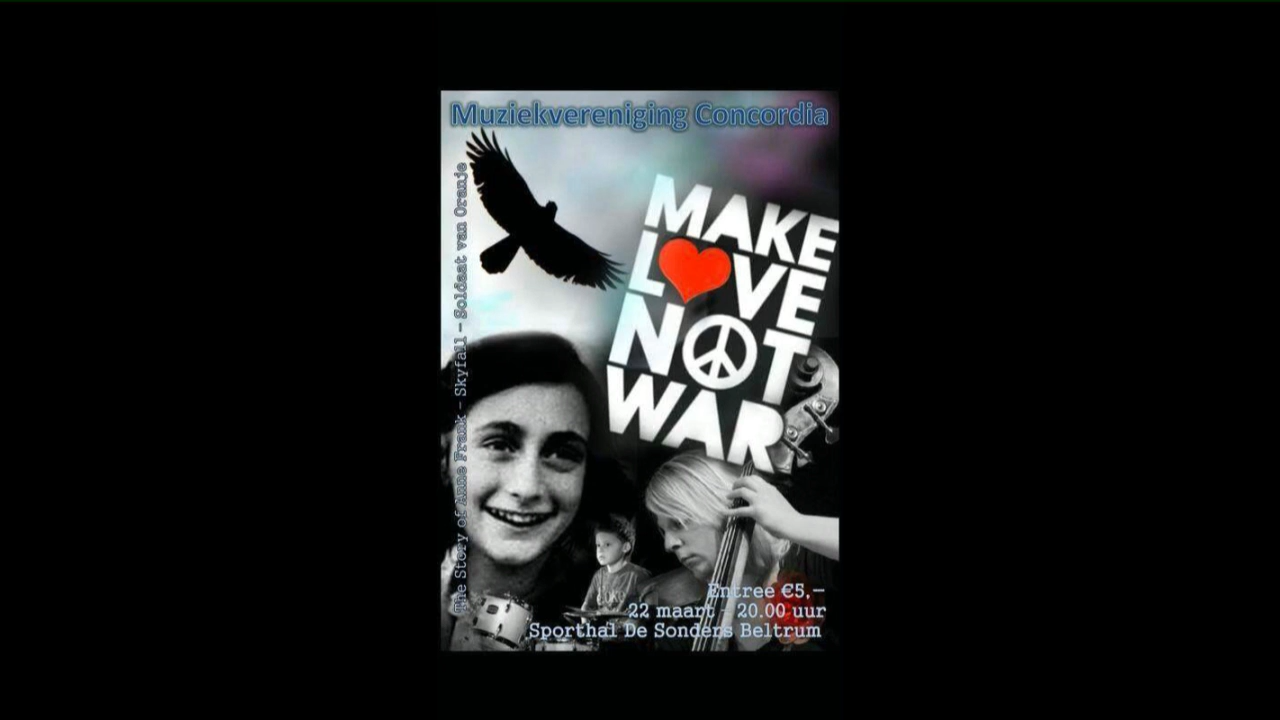 Muziekvereniging Concordia
The Story of Anne Frank - Skyfall - Soldaat van Oranje
MAKE
LOVE
NOT
WAR
Entree €5,-
22 maart - 20.00 uur
Sporthal De Sonders Beltrum